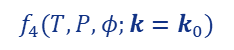 f₄(T, P, ϕ; k = k₀)